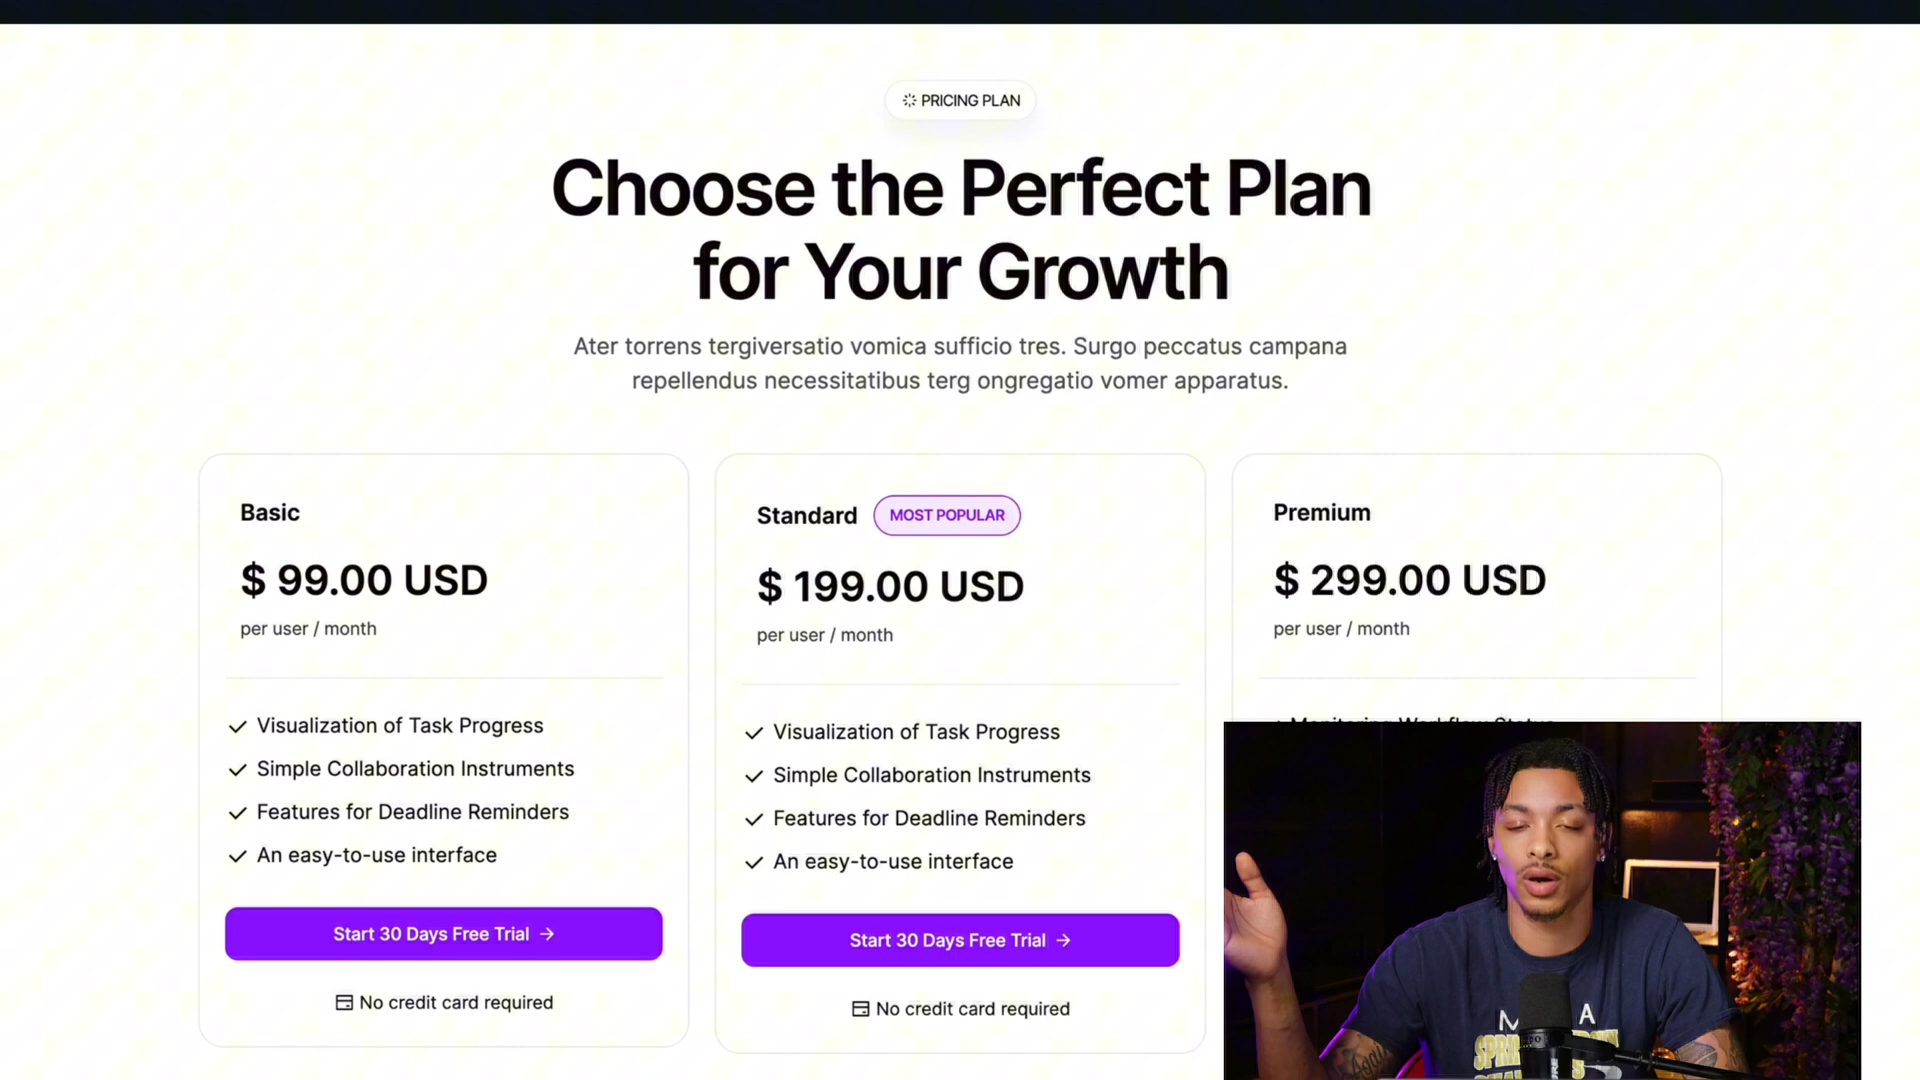 PRICING PLAN
Choose the Perfect Plan
for Your Growth
Ater torrens tergiversatio vomica sufficio tres. Surgo peccatus campana
repellendus necessitatibus terg ongregatio vomer apparatus.
Basic
$ 99.00 USD
per user / month
Visualization of Task Progress
Simple Collaboration Instruments
Features for Deadline Reminders
An easy-to-use interface
Start 30 Days Free Trial →
No credit card required
Standard MOST POPULAR
$ 199.00 USD
per user / month
Visualization of Task Progress
Simple Collaboration Instruments
Features for Deadline Reminders
An easy-to-use interface
Start 30 Days Free Trial →
No credit card required
Premium
$ 299.00 USD
per user / month
Monitoring Workflow Status